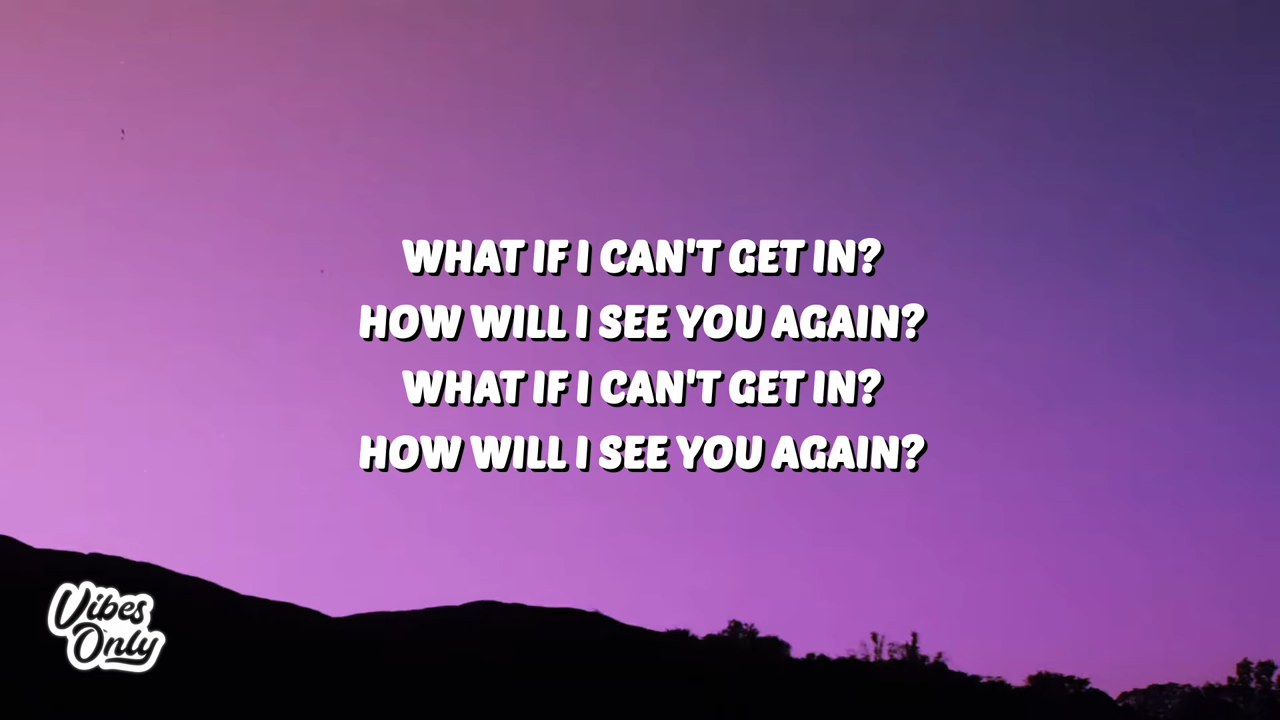 WHAT IF I CAN'T GET IN?
HOW WILL I SEE YOU AGAIN?
WHAT IF I CAN'T GET IN?
HOW WILL I SEE YOU AGAIN?
Vibes
Only